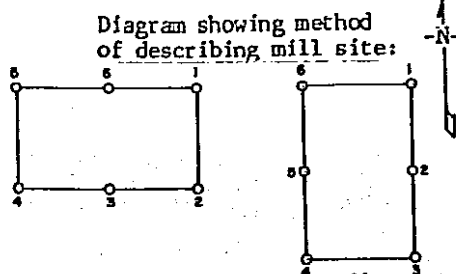 Diagram showing method
of describing mill site:
-N-
5 6 1
4 3 2
6 1
5 2
4 3